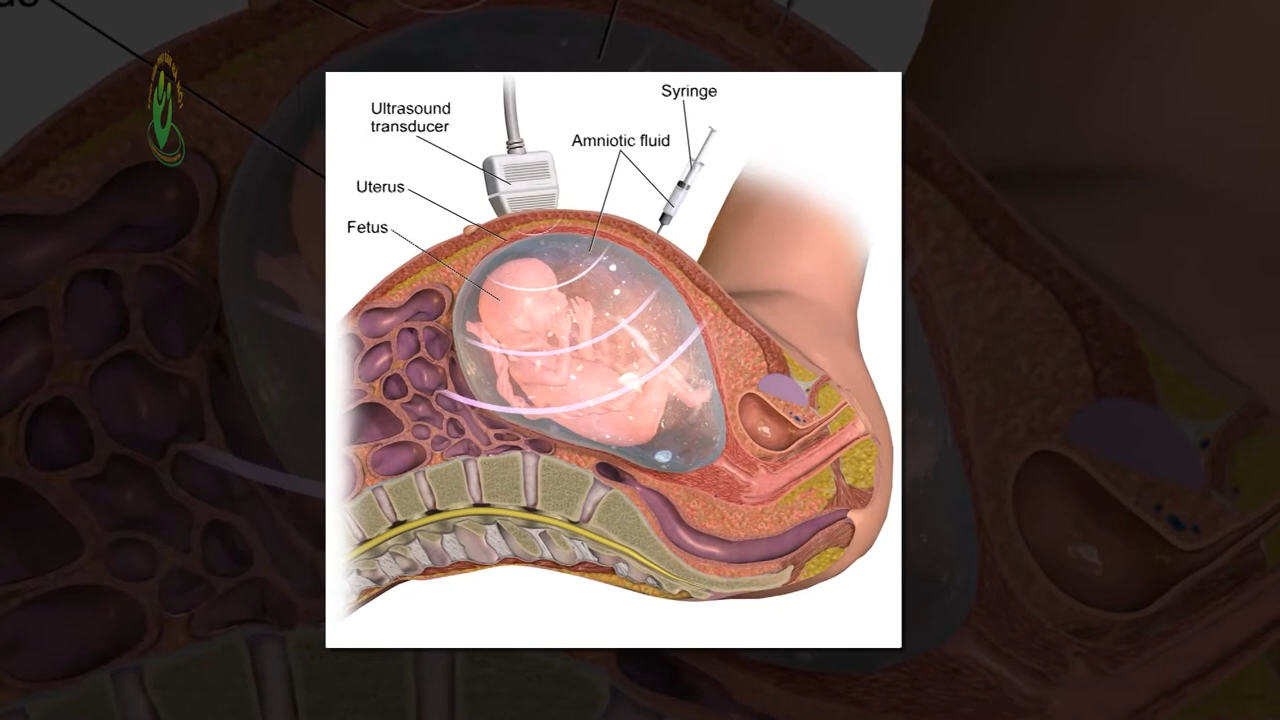 Syringe
Ultrasound
transducer
Amniotic fluid
Uterus
Fetus